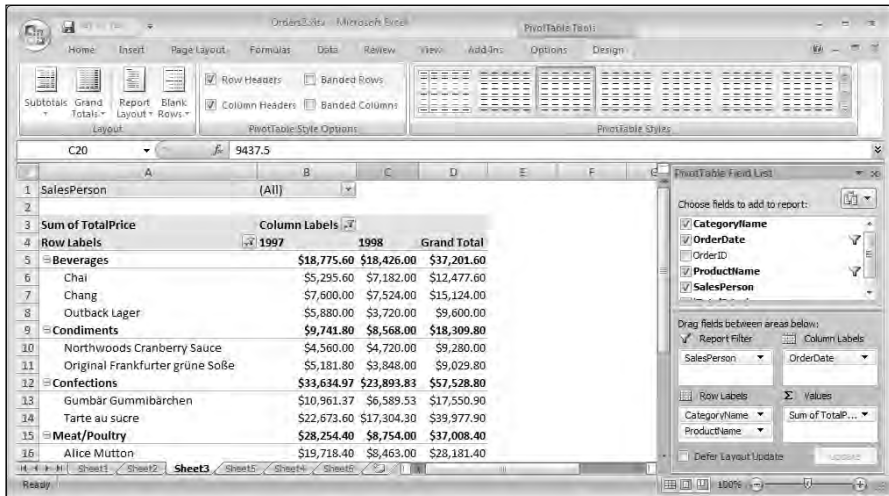 Orders3.xlsx - Microsoft Excel
PivotTable Tools
Home Insert Page Layout Formulas Data Review View Add-Ins Options Design
Row Headers Banded Rows
Column Headers Banded Columns
Subtotals Grand Totals Report Layout Blank Rows
Layout
PivotTable Style Options
PivotTable Styles
C20 fx 9437.5
A B C D E F G
1 SalesPerson (All)
2
3 Sum of TotalPrice Column Labels
4 Row Labels 1997 1998 Grand Total
5 Beverages $18,775.60 $18,426.00 $37,201.60
6 Chai $5,295.60 $7,182.00 $12,477.60
7 Chang $7,600.00 $7,524.00 $15,124.00
8 Outback Lager $5,880.00 $3,720.00 $9,600.00
9 Condiments $9,741.80 $8,568.00 $18,309.80
10 Northwoods Cranberry Sauce $4,560.00 $4,720.00 $9,280.00
11 Original Frankfurter grüne Soße $5,181.80 $3,848.00 $9,029.80
12 Confections $33,634.97 $23,893.83 $57,528.80
13 Gumbär Gummibärchen $10,961.37 $6,589.53 $17,550.90
14 Tarte au sucre $22,673.60 $17,304.30 $39,977.90
15 Meat/Poultry $28,254.40 $8,754.00 $37,008.40
16 Alice Mutton $19,718.40 $8,463.00 $28,181.40
Sheet1 Sheet2 Sheet3 Sheet5 Sheet4 Sheet6
Ready
100%
PivotTable Field List
Choose fields to add to report:
CategoryName
OrderDate
OrderID
ProductName
SalesPerson
Drag fields between areas below:
Report Filter Column Labels
SalesPerson OrderDate
Row Labels Σ Values
CategoryName Sum of TotalP...
ProductName
Defer Layout Update Update